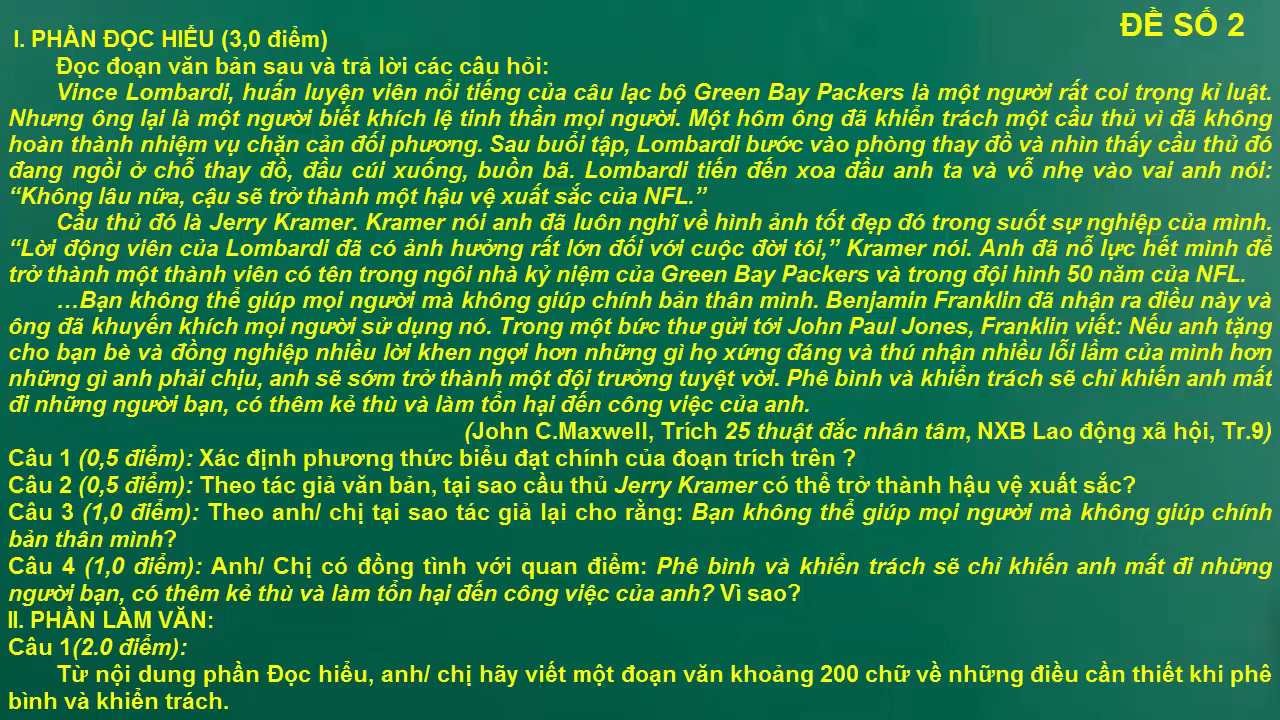 ĐỀ SỐ 2
I. PHẦN ĐỌC HIỂU (3,0 điểm)
Đọc đoạn văn bản sau và trả lời các câu hỏi:
Vince Lombardi, huấn luyện viên nổi tiếng của câu lạc bộ Green Bay Packers là một người rất coi trọng kỉ luật.
Nhưng ông lại là một người biết khích lệ tinh thần mọi người. Một hôm ông đã khiển trách một cầu thủ vì đã không
hoàn thành nhiệm vụ chặn cản đối phương. Sau buổi tập, Lombardi bước vào phòng thay đồ và nhìn thấy cầu thủ đó
đang ngồi ở chỗ thay đồ, đầu cúi xuống, buồn bã. Lombardi tiến đến xoa đầu anh ta và vỗ nhẹ vào vai anh nói:
“Không lâu nữa, cậu sẽ trở thành một hậu vệ xuất sắc của NFL.”
Cầu thủ đó là Jerry Kramer. Kramer nói anh đã luôn nghĩ về hình ảnh tốt đẹp đó trong suốt sự nghiệp của mình.
“Lời động viên của Lombardi đã có ảnh hưởng rất lớn đối với cuộc đời tôi,” Kramer nói. Anh đã nỗ lực hết mình để
trở thành một thành viên có tên trong ngôi nhà kỷ niệm của Green Bay Packers và trong đội hình 50 năm của NFL.
…Bạn không thể giúp mọi người mà không giúp chính bản thân mình. Benjamin Franklin đã nhận ra điều này và
ông đã khuyến khích mọi người sử dụng nó. Trong một bức thư gửi tới John Paul Jones, Franklin viết: Nếu anh tặng
cho bạn bè và đồng nghiệp nhiều lời khen ngợi hơn những gì họ xứng đáng và thú nhận nhiều lỗi lầm của mình hơn
những gì anh phải chịu, anh sẽ sớm trở thành một đội trưởng tuyệt vời. Phê bình và khiển trách sẽ chỉ khiến anh mất
đi những người bạn, có thêm kẻ thù và làm tổn hại đến công việc của anh.
(John C.Maxwell, Trích 25 thuật đắc nhân tâm, NXB Lao động xã hội, Tr.9)
Câu 1 (0,5 điểm): Xác định phương thức biểu đạt chính của đoạn trích trên ?
Câu 2 (0,5 điểm): Theo tác giả văn bản, tại sao cầu thủ Jerry Kramer có thể trở thành hậu vệ xuất sắc?
Câu 3 (1,0 điểm): Theo anh/ chị tại sao tác giả lại cho rằng: Bạn không thể giúp mọi người mà không giúp chính
bản thân mình?
Câu 4 (1,0 điểm): Anh/ Chị có đồng tình với quan điểm: Phê bình và khiển trách sẽ chỉ khiến anh mất đi những
người bạn, có thêm kẻ thù và làm tổn hại đến công việc của anh? Vì sao?
II. PHẦN LÀM VĂN:
Câu 1(2.0 điểm):
Từ nội dung phần Đọc hiểu, anh/ chị hãy viết một đoạn văn khoảng 200 chữ về những điều cần thiết khi phê
bình và khiển trách.